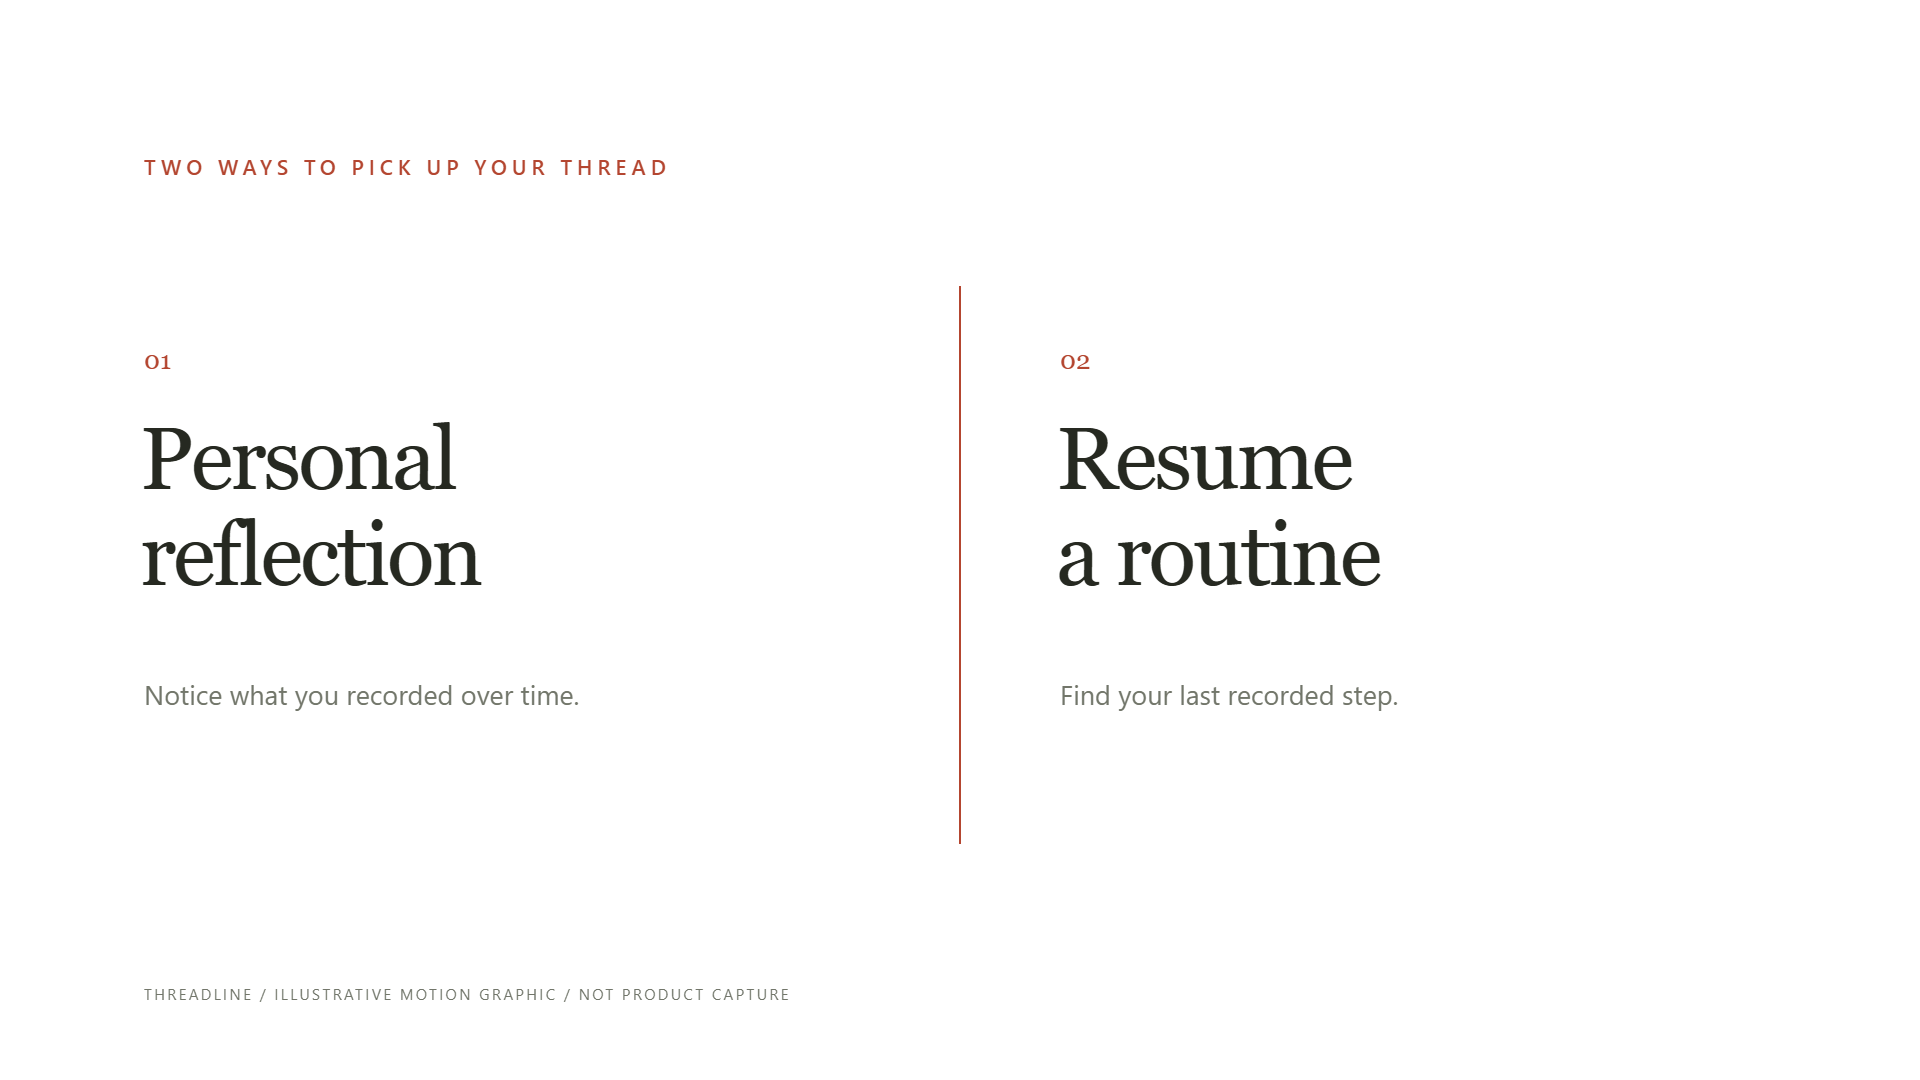 TWO WAYS TO PICK UP YOUR THREAD
01
Personal
reflection
Notice what you recorded over time.
02
Resume
a routine
Find your last recorded step.
THREADLINE / ILLUSTRATIVE MOTION GRAPHIC / NOT PRODUCT CAPTURE